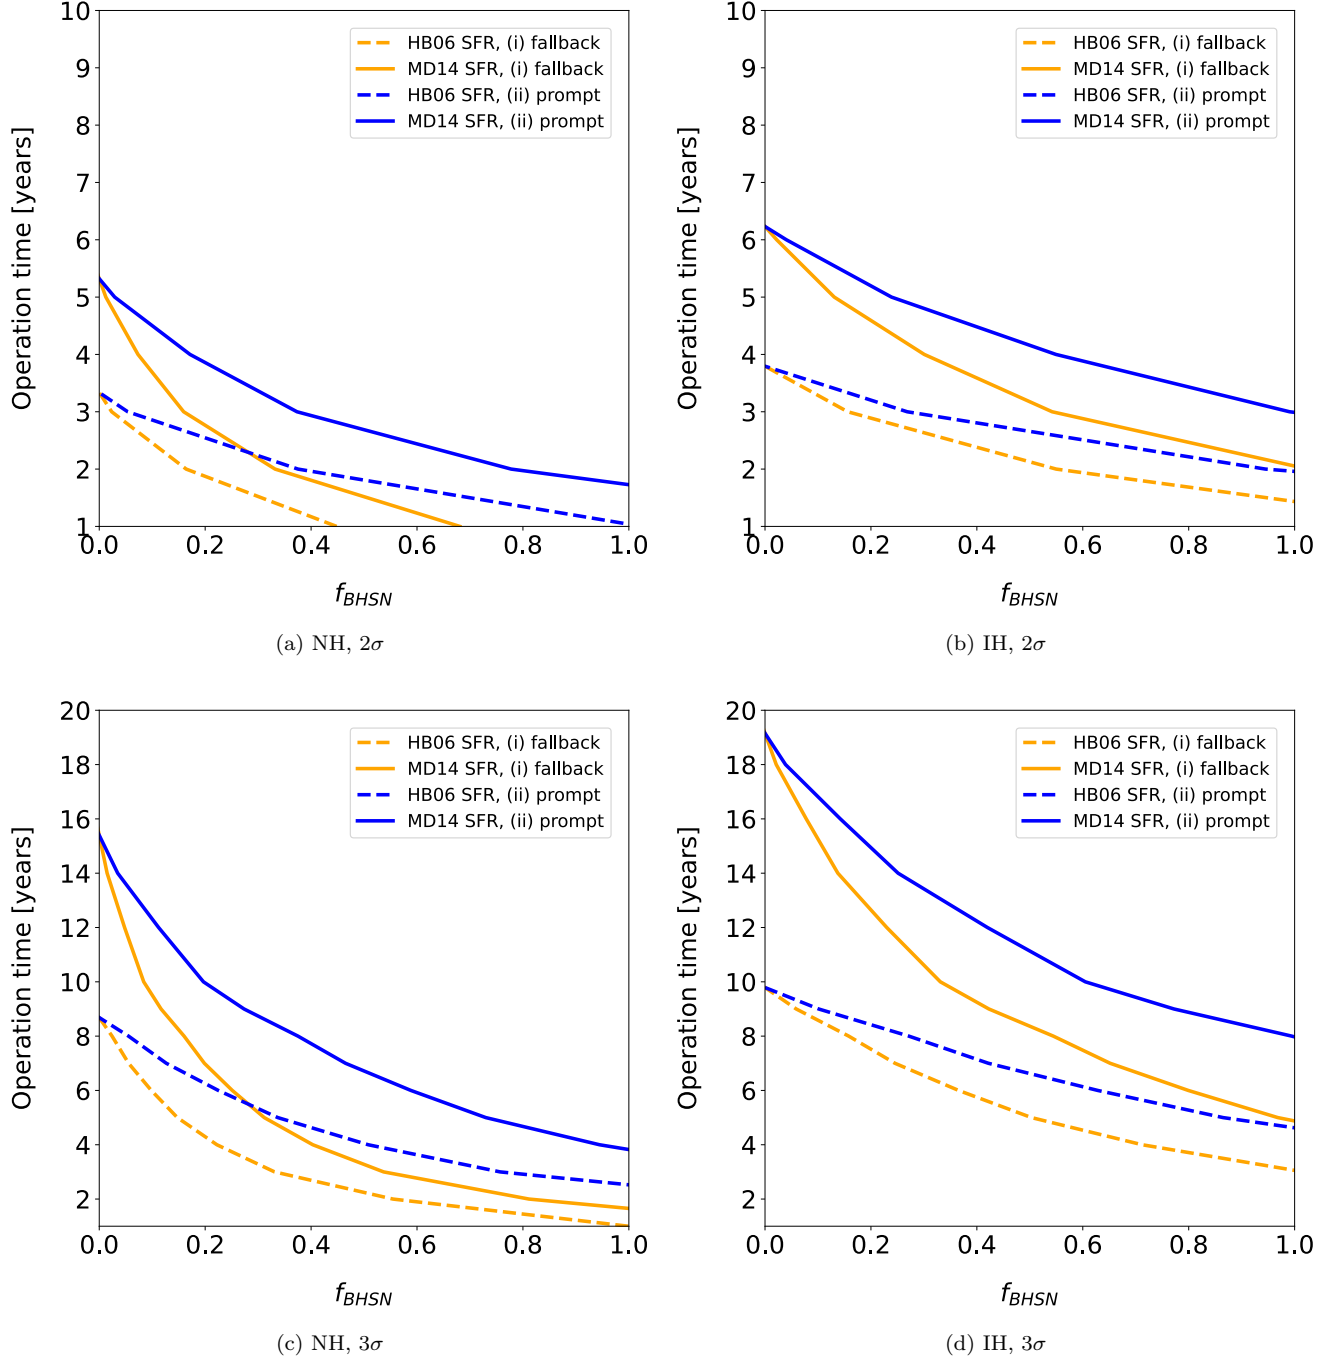 10
9
8
7
6
5
4
3
2
1
Operation time [years]
HB06 SFR, (i) fallback
MD14 SFR, (i) fallback
HB06 SFR, (ii) prompt
MD14 SFR, (ii) prompt
0.0 0.2 0.4 0.6 0.8 1.0
f_BHSN
(a) NH, 2σ
10
9
8
7
6
5
4
3
2
1
Operation time [years]
HB06 SFR, (i) fallback
MD14 SFR, (i) fallback
HB06 SFR, (ii) prompt
MD14 SFR, (ii) prompt
0.0 0.2 0.4 0.6 0.8 1.0
f_BHSN
(b) IH, 2σ
20
18
16
14
12
10
8
6
4
2
Operation time [years]
HB06 SFR, (i) fallback
MD14 SFR, (i) fallback
HB06 SFR, (ii) prompt
MD14 SFR, (ii) prompt
0.0 0.2 0.4 0.6 0.8 1.0
f_BHSN
(c) NH, 3σ
20
18
16
14
12
10
8
6
4
2
Operation time [years]
HB06 SFR, (i) fallback
MD14 SFR, (i) fallback
HB06 SFR, (ii) prompt
MD14 SFR, (ii) prompt
0.0 0.2 0.4 0.6 0.8 1.0
f_BHSN
(d) IH, 3σ